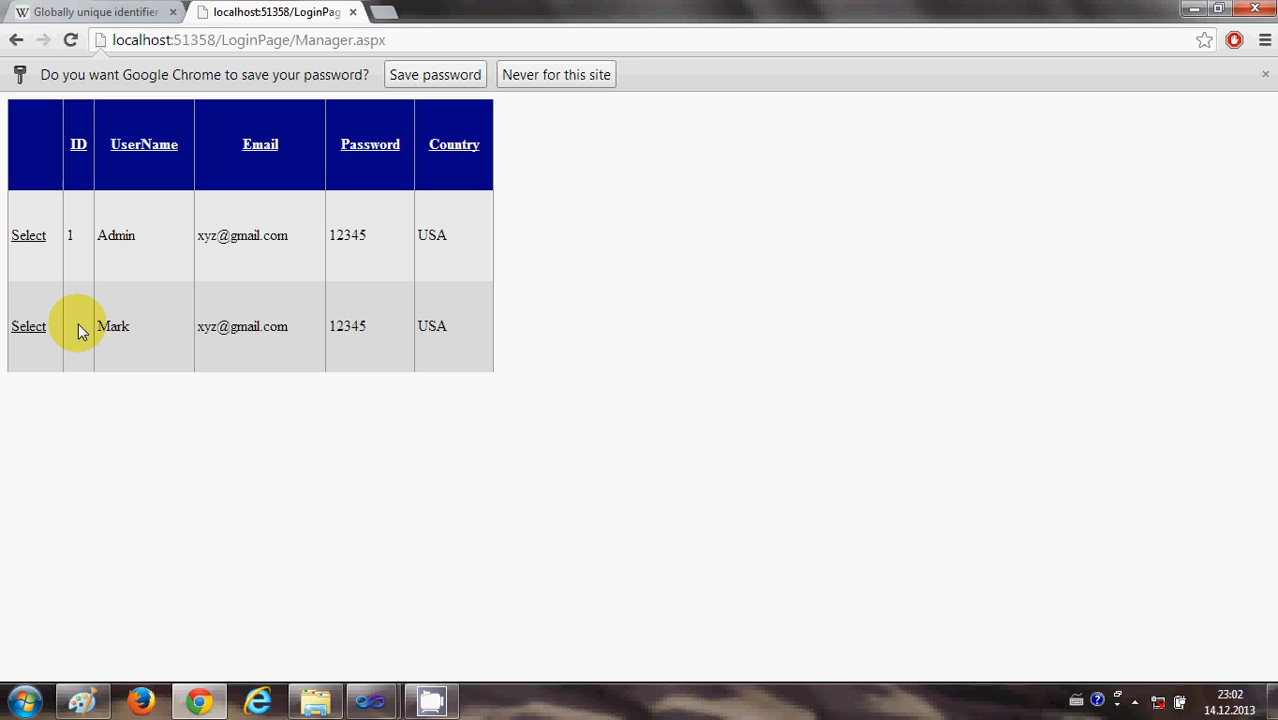 Globally unique identifier
localhost:51358/LoginPag
localhost:51358/LoginPage/Manager.aspx
Do you want Google Chrome to save your password? Save password Never for this site
ID UserName Email Password Country
Select 1 Admin xyz@gmail.com 12345 USA
Select Mark xyz@gmail.com 12345 USA
23:02
14.12.2013